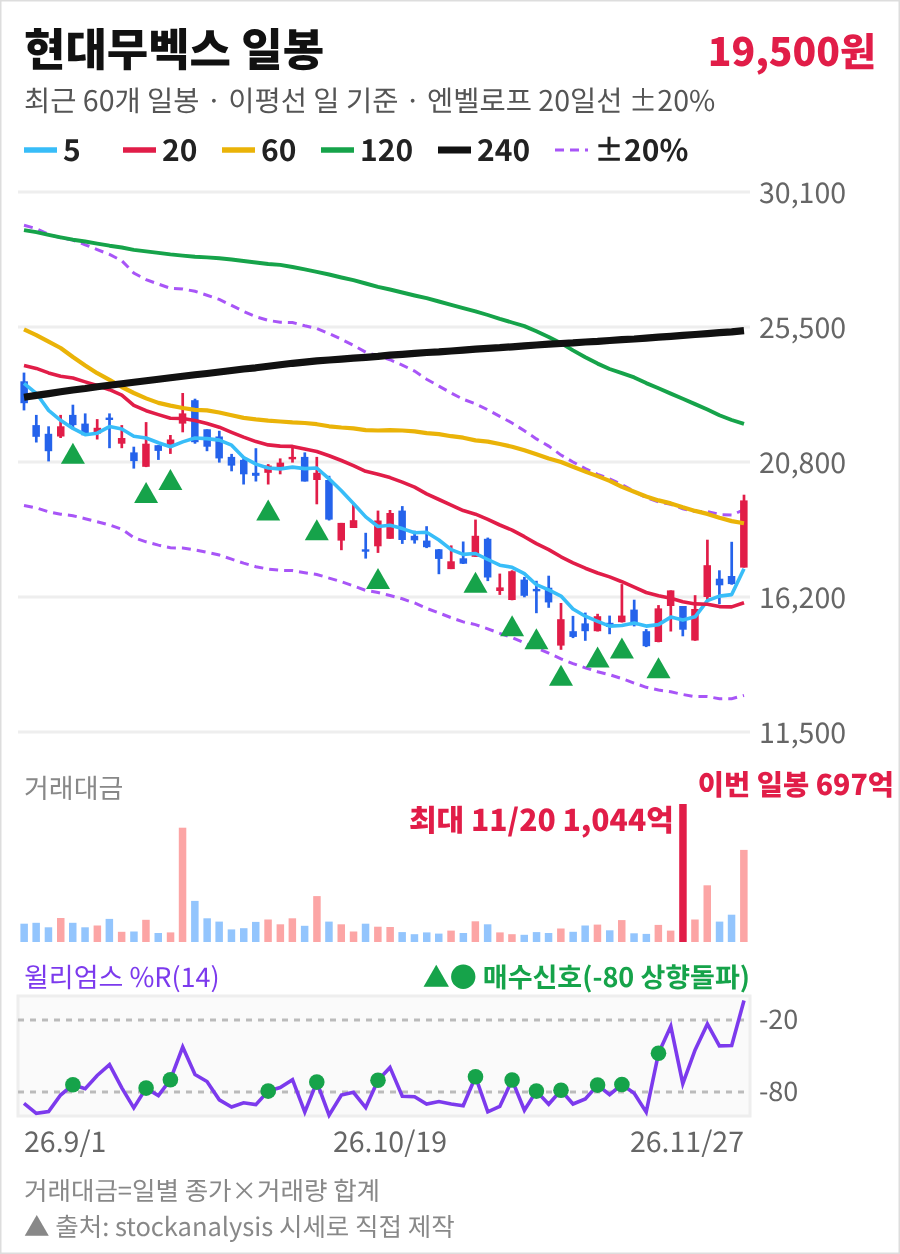 현대무벡스 일봉
19,500원
최근 60개 일봉 · 이평선 일 기준 · 엔벨로프 20일선 ±20%
5 20 60 120 240 ±20%
30,100
25,500
20,800
16,200
11,500
거래대금
이번 일봉 697억
최대 11/20 1,044억
윌리엄스 %R(14)
▲●매수신호(-80 상향돌파)
-20
-80
26.9/1 26.10/19 26.11/27
거래대금=일별 종가×거래량 합계
▲ 출처: stockanalysis 시세로 직접 제작